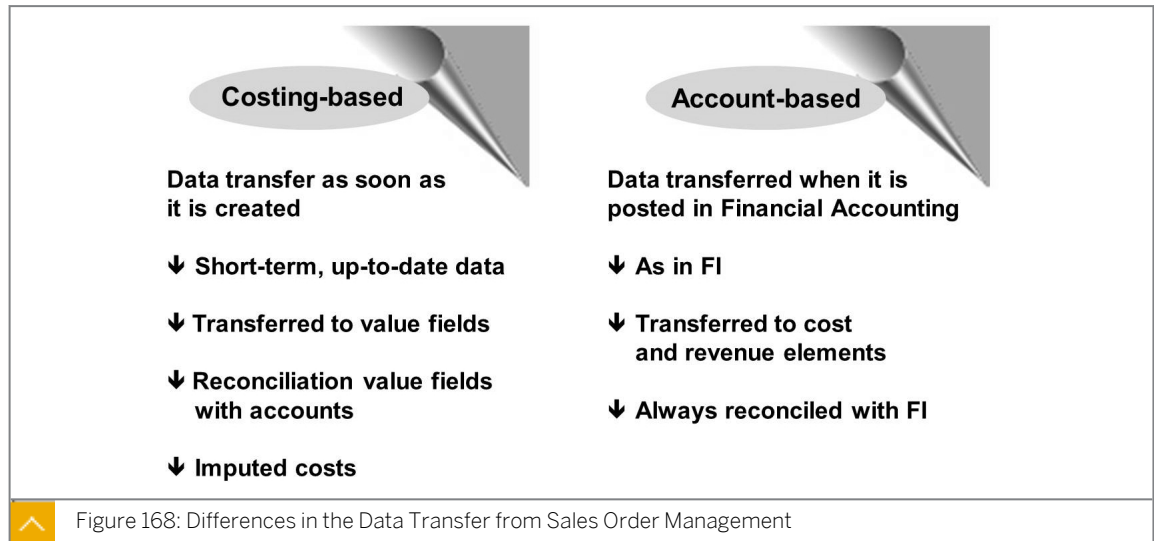 Costing-based
Data transfer as soon as
it is created
🡫 Short-term, up-to-date data
🡫 Transferred to value fields
🡫 Reconciliation value fields
with accounts
🡫 Imputed costs
Account-based
Data transferred when it is
posted in Financial Accounting
🡫 As in FI
🡫 Transferred to cost
and revenue elements
🡫 Always reconciled with FI
Figure 168: Differences in the Data Transfer from Sales Order Management